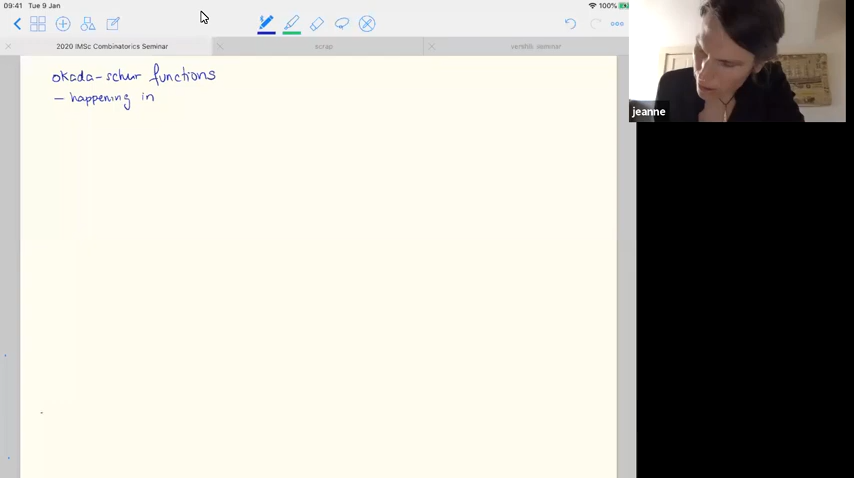 09:41 Tue 9 Jan
100%
2020 IMSc Combinatorics Seminar
scrap
vershik seminar
okada-schur functions
– happening in
jeanne